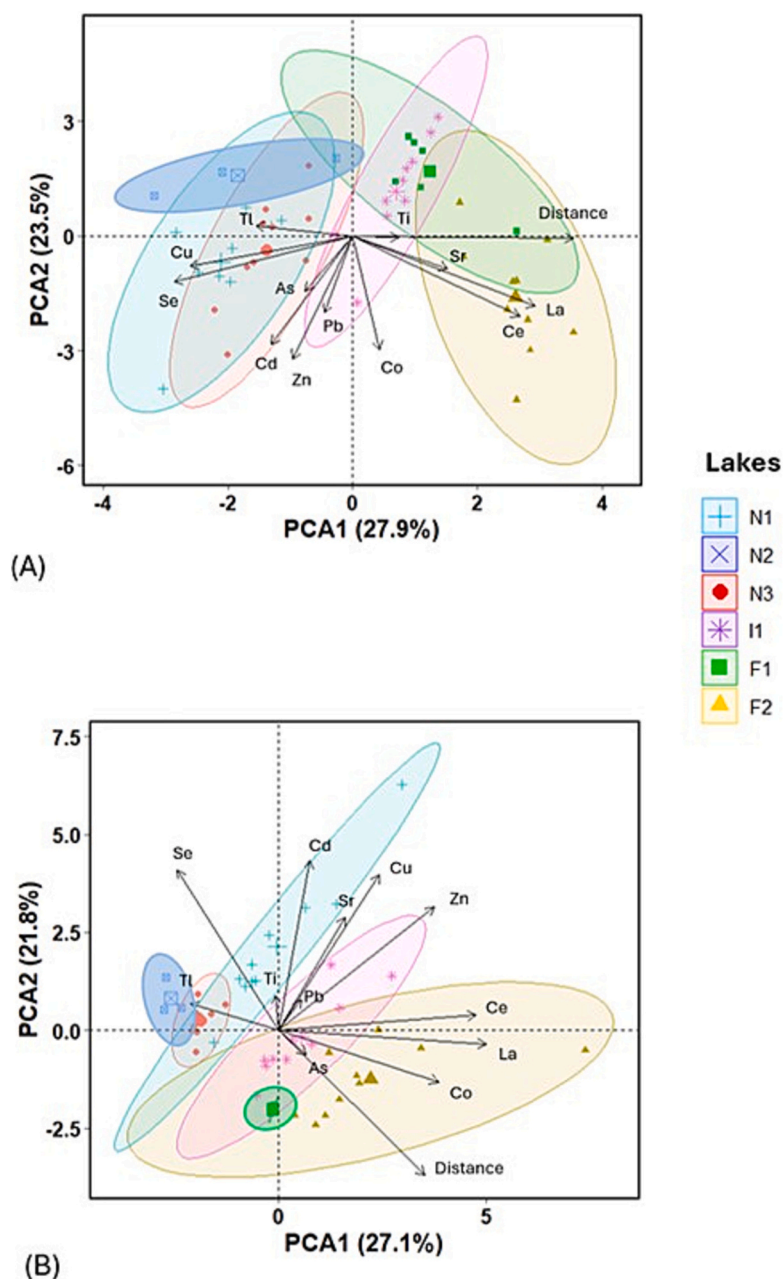 3
0
-3
-6
PCA2 (23.5%)
Tl
Ti
Distance
Cu
Se
As
Sr
La
Pb
Ce
Cd
Zn
Co
-4
-2
0
2
4
PCA1 (27.9%)
(A)
Lakes
N1
N2
N3
I1
F1
F2
7.5
5.0
2.5
0.0
-2.5
PCA2 (21.8%)
Se
Cd
Cu
Sr
Zn
Tl
Ti
Pb
Ce
La
As
Co
Distance
0
5
PCA1 (27.1%)
(B)